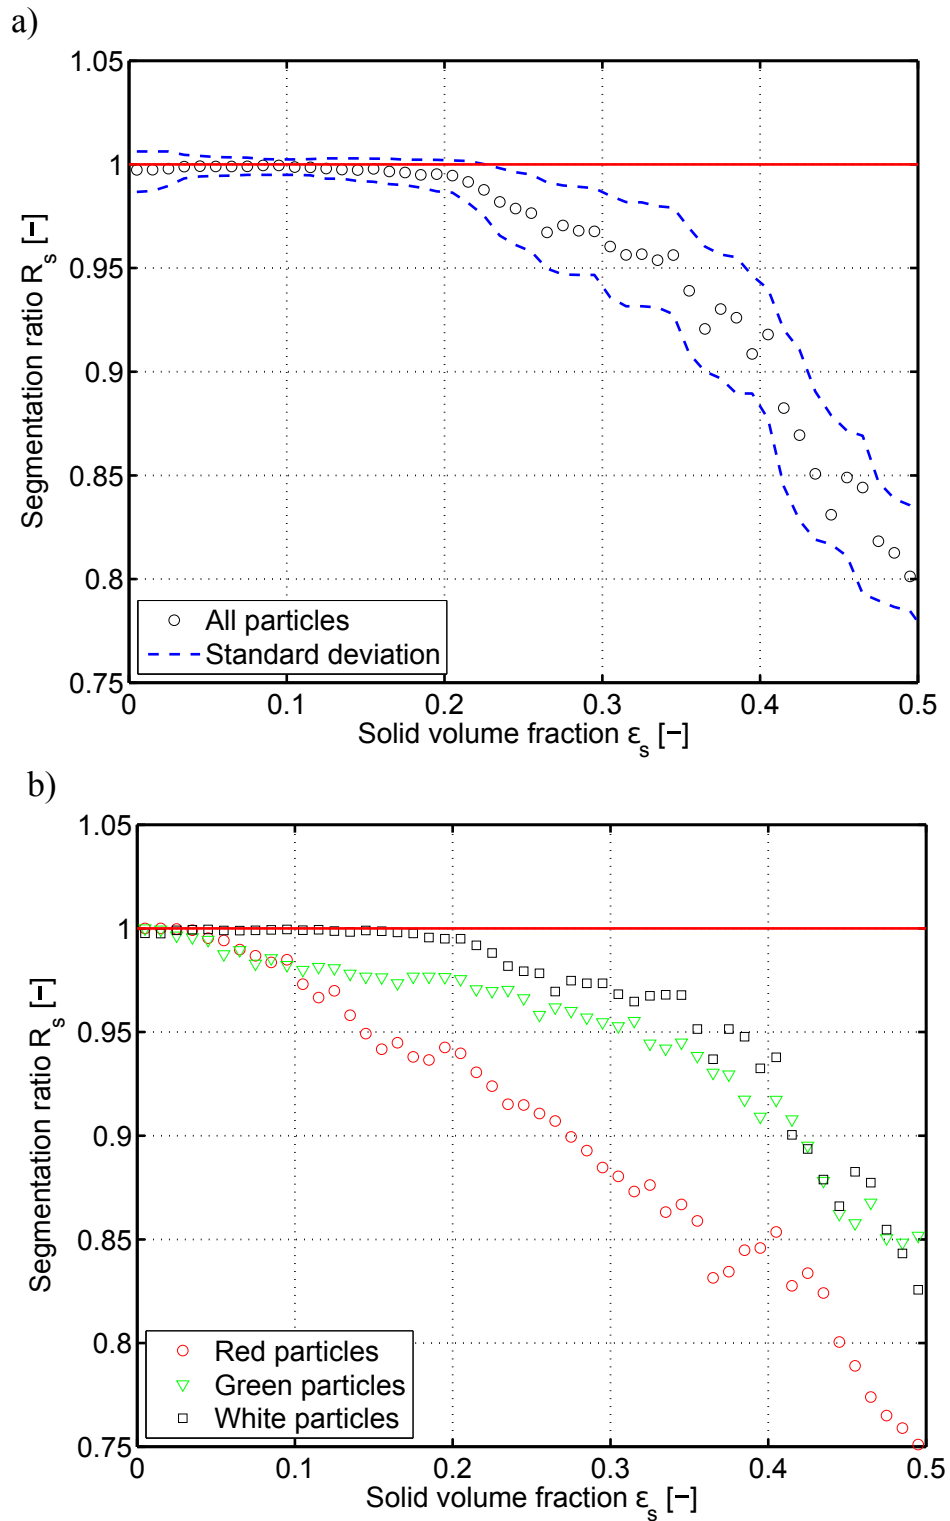 a)
1.05
1
0.95
0.9
0.85
0.8
0.75
Segmentation ratio R_s [−]
All particles
Standard deviation
0 0.1 0.2 0.3 0.4 0.5
Solid volume fraction ε_s [−]
b)
1.05
1
0.95
0.9
0.85
0.8
0.75
Segmentation ratio R_s [−]
Red particles
Green particles
White particles
0 0.1 0.2 0.3 0.4 0.5
Solid volume fraction ε_s [−]